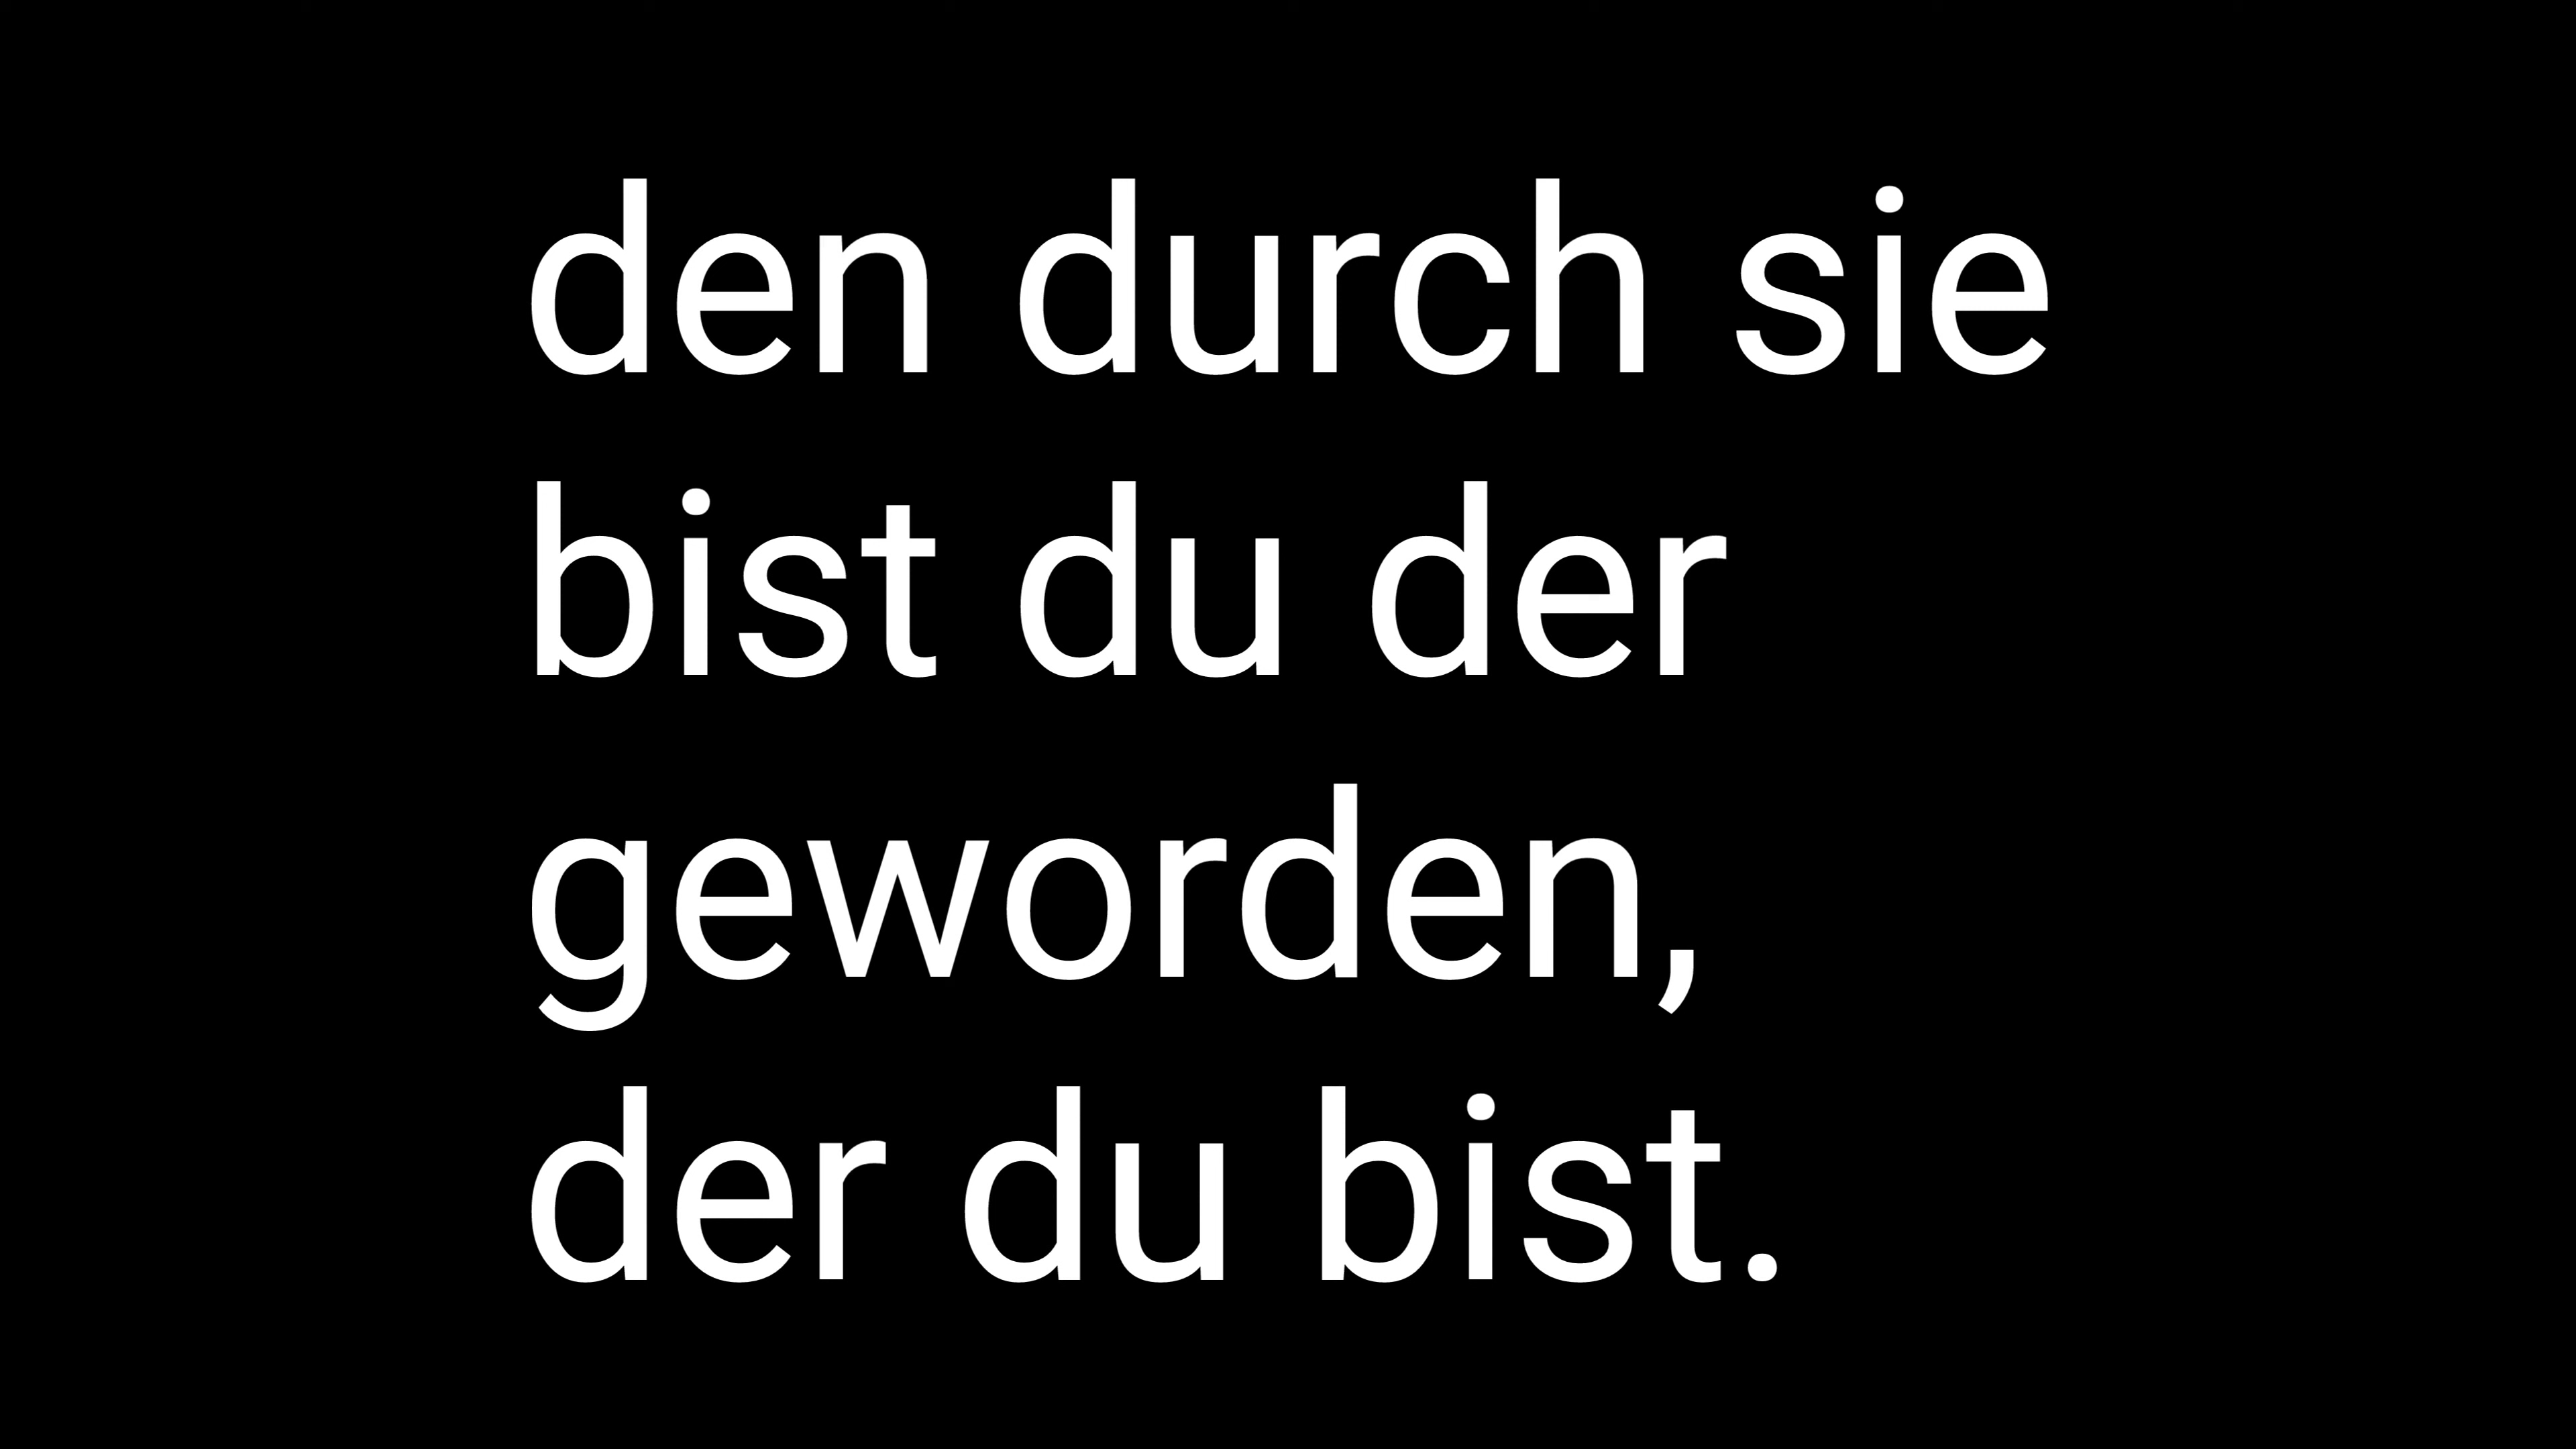 den durch sie
bist du der
geworden,
der du bist.